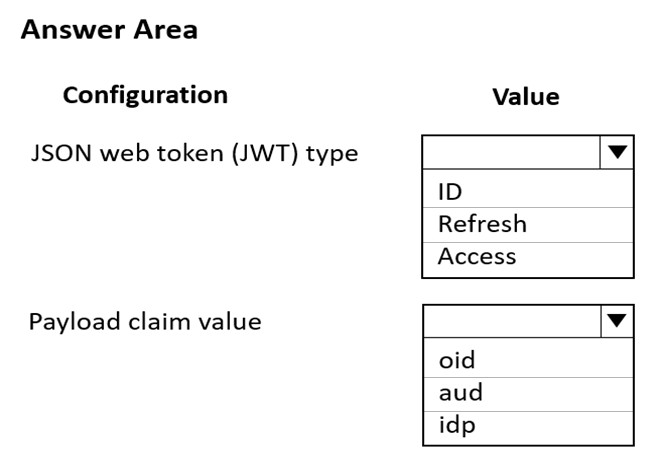 Answer Area
Configuration Value
JSON web token (JWT) type
ID
Refresh
Access
Payload claim value
oid
aud
idp